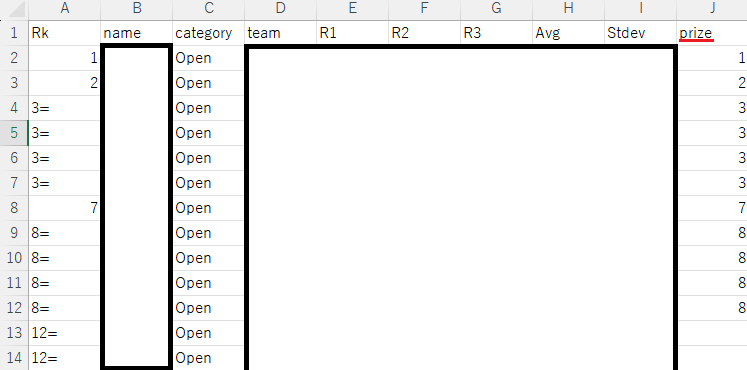 A B C D E F G H I J
1 Rk name category team R1 R2 R3 Avg Stdev prize
2 1 Open 1
3 2 Open 2
4 3= Open 3
5 3= Open 3
6 3= Open 3
7 3= Open 3
8 7 Open 7
9 8= Open 8
10 8= Open 8
11 8= Open 8
12 8= Open 8
13 12= Open
14 12= Open